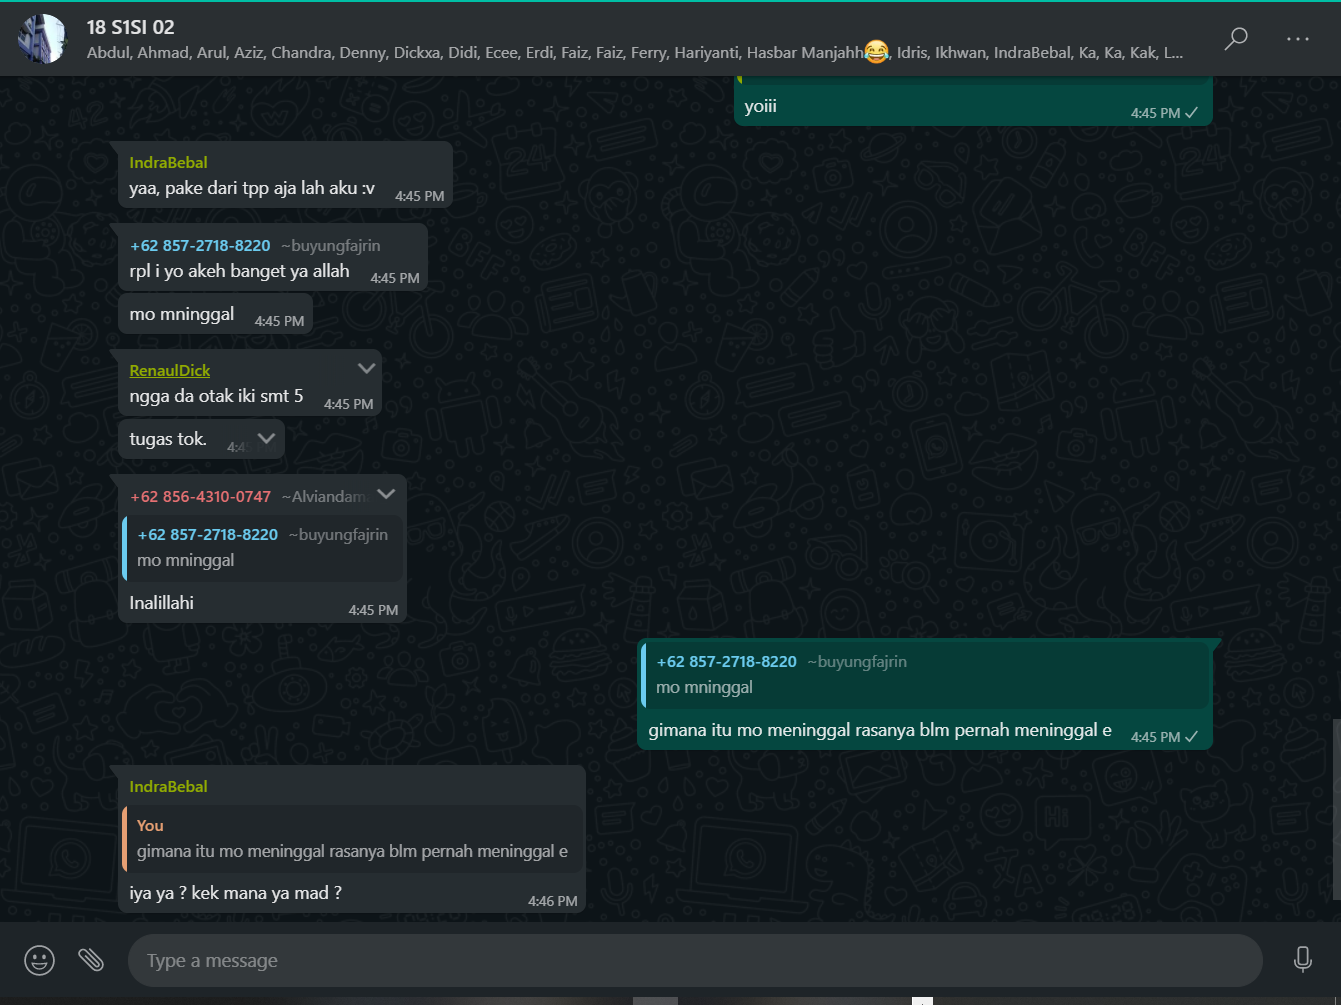 18 S1SI 02
Abdul, Ahmad, Arul, Aziz, Chandra, Denny, Dickxa, Didi, Ecee, Erdi, Faiz, Faiz, Ferry, Hariyanti, Hasbar Manjahh😂, Idris, Ikhwan, IndraBebal, Ka, Ka, Kak, L...
yoiii
4:45 PM
IndraBebal
yaa, pake dari tpp aja lah aku :v
4:45 PM
+62 857-2718-8220 ~buyungfajrin
rpl i yo akeh banget ya allah
4:45 PM
mo mninggal
4:45 PM
RenaulDick
ngga da otak iki smt 5
4:45 PM
tugas tok.
+62 856-4310-0747 ~Alviandam
+62 857-2718-8220 ~buyungfajrin
mo mninggal
Inalillahi
4:45 PM
+62 857-2718-8220 ~buyungfajrin
mo mninggal
gimana itu mo meninggal rasanya blm pernah meninggal e
4:45 PM
IndraBebal
You
gimana itu mo meninggal rasanya blm pernah meninggal e
iya ya ? kek mana ya mad ?
4:46 PM
Type a message